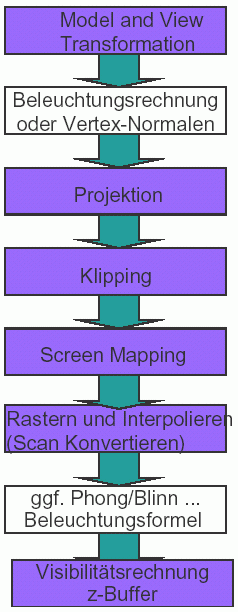 Model and View
Transformation
Beleuchtungsrechnung
oder Vertex-Normalen
Projektion
Klipping
Screen Mapping
Rastern und Interpolieren
(Scan Konvertieren)
ggf. Phong/Blinn ...
Beleuchtungsformel
Visibilitätsrechnung
z-Buffer